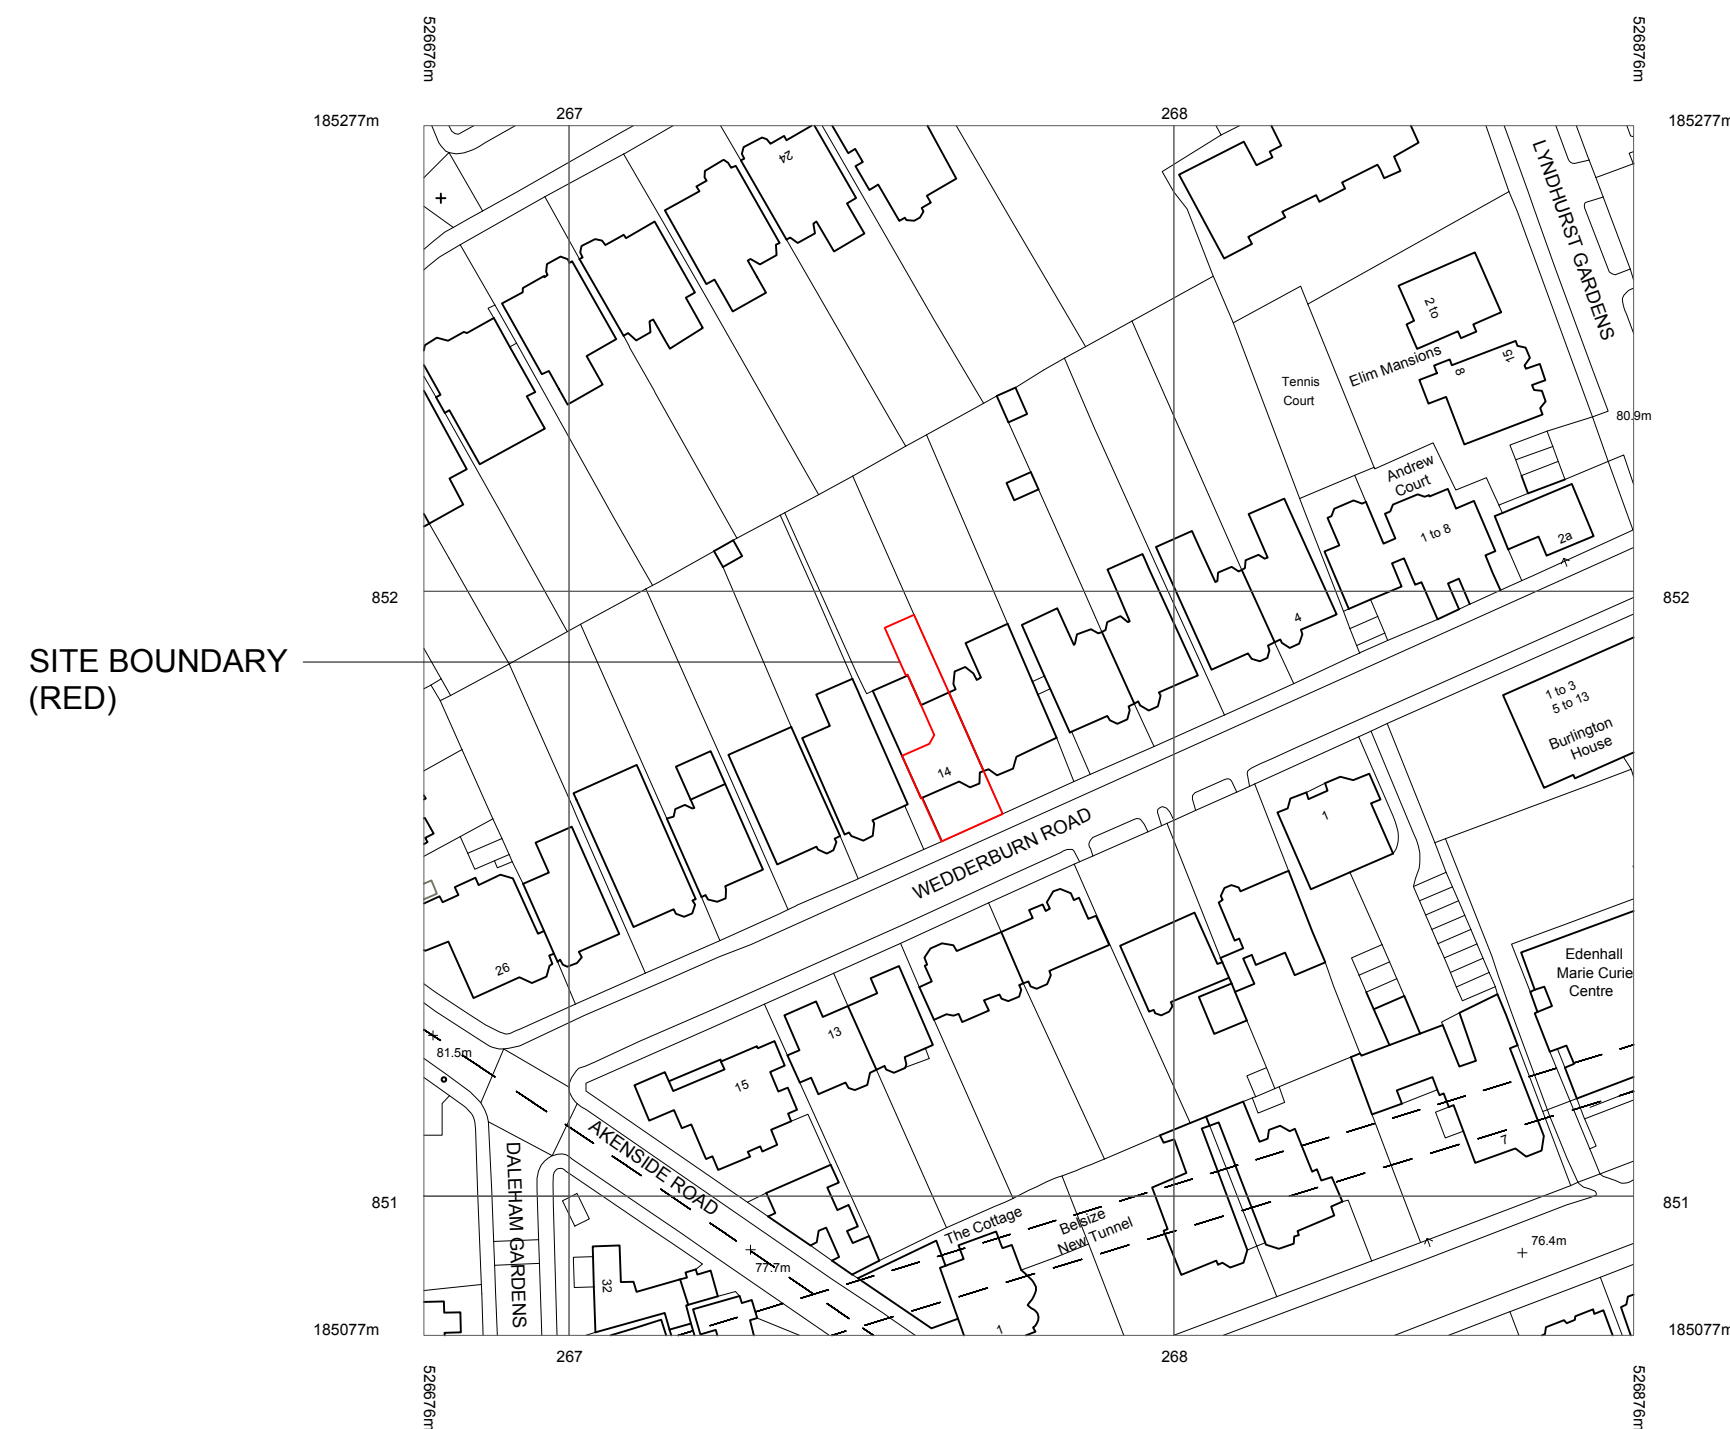 526676m
526876m
185277m
267
268
185277m
LYNDHURST GARDENS
24
2 to
15
8
Elim Mansions
Tennis
Court
80.9m
Andrew
Court
1 to 8
2a
852
852
4
SITE BOUNDARY
(RED)
14
1 to 3
5 to 13
Burlington
House
1
WEDDERBURN ROAD
26
Edenhall
Marie Curie
Centre
13
81.5m
15
AKENSIDE ROAD
DALEHAM GARDENS
7
851
851
The Cottage
Belsize
New Tunnel
76.4m
77.7m
32
1
185077m
267
268
185077m
526676m
526876m